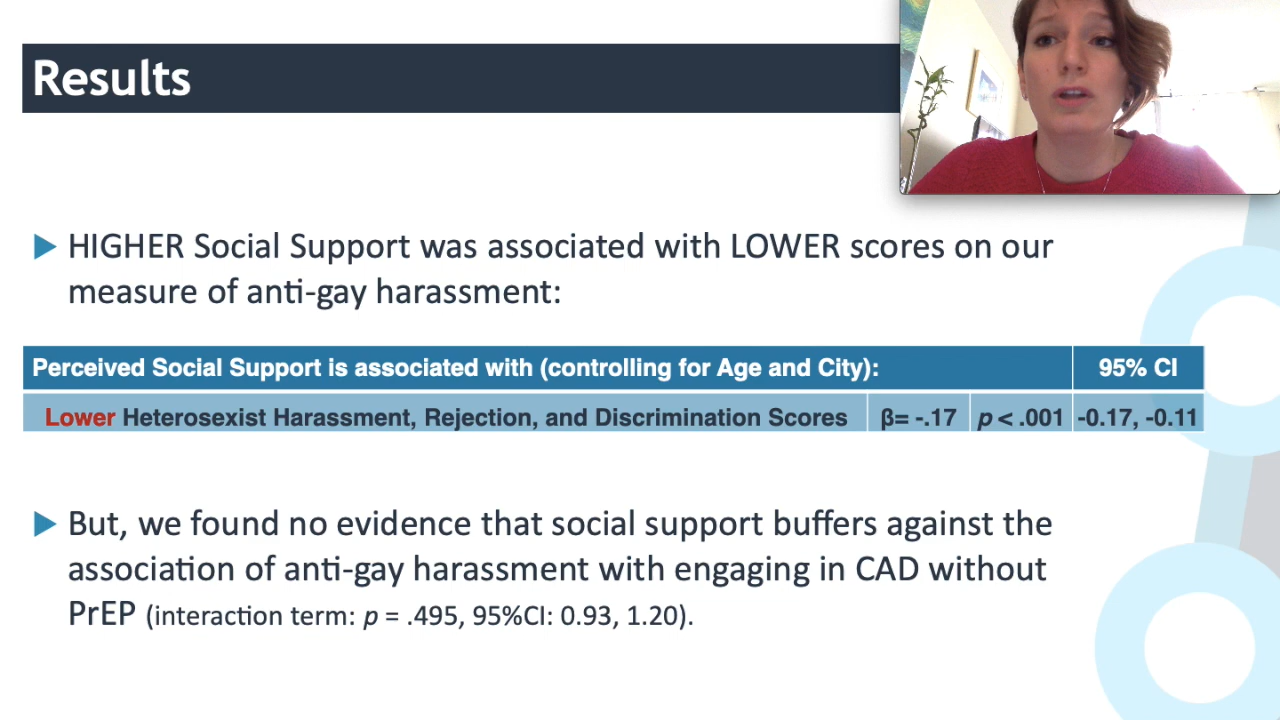 Results
HIGHER Social Support was associated with LOWER scores on our
measure of anti-gay harassment:
Perceived Social Support is associated with (controlling for Age and City): 95% CI
Lower Heterosexist Harassment, Rejection, and Discrimination Scores β= -.17 p < .001 -0.17, -0.11
But, we found no evidence that social support buffers against the
association of anti-gay harassment with engaging in CAD without
PrEP (interaction term: p = .495, 95%CI: 0.93, 1.20).